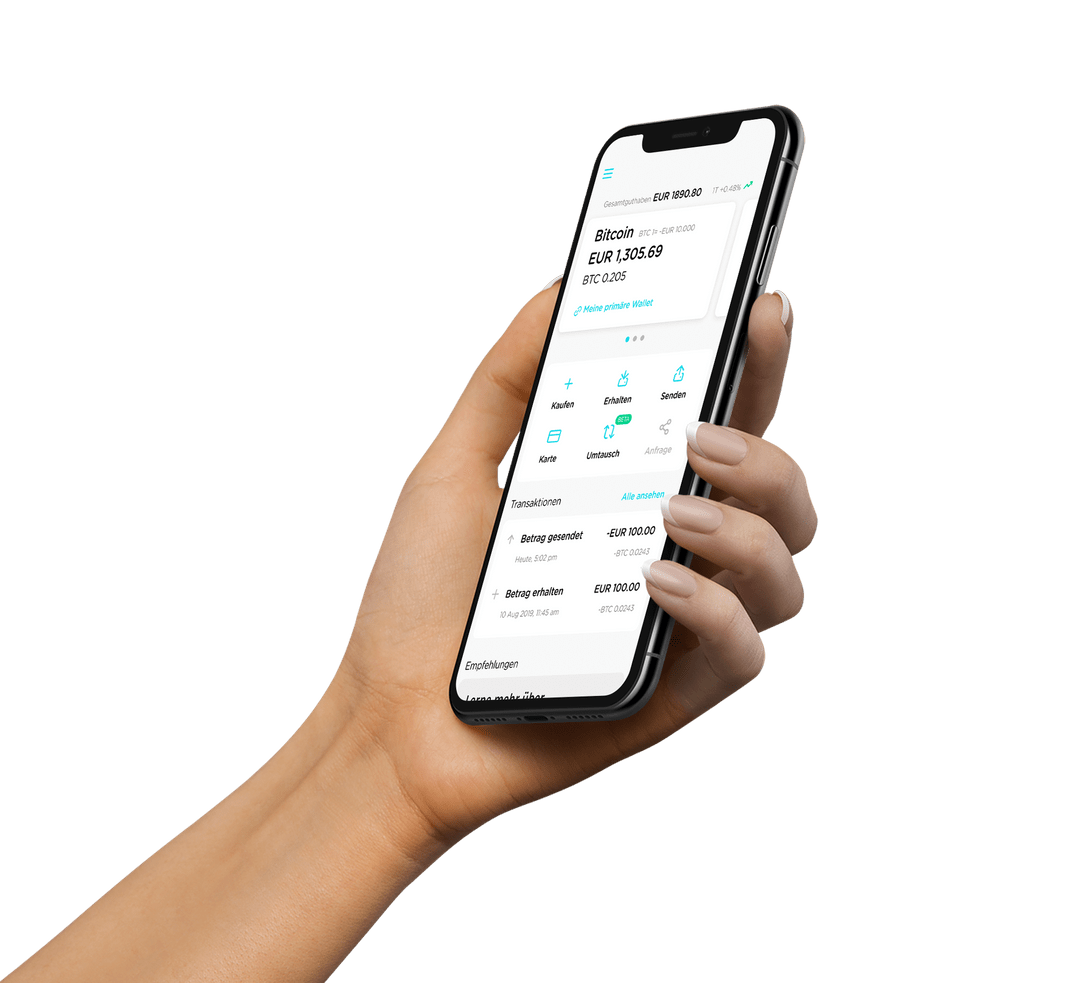 Gesamtguthaben EUR 1890.80 1T +0.48%
Bitcoin BTC 1= ~EUR 10.000
EUR 1,305.69
BTC 0.205
Meine primäre Wallet
Kaufen Erhalten Senden
BETA
Karte Umtausch Anfrage
Transaktionen Alle ansehen
Betrag gesendet -EUR 100.00
Heute, 5:02 pm -BTC 0.0243
Betrag erhalten EUR 100.00
10 Aug 2019, 11:45 am -BTC 0.0243
Empfehlungen
Lerne mehr über